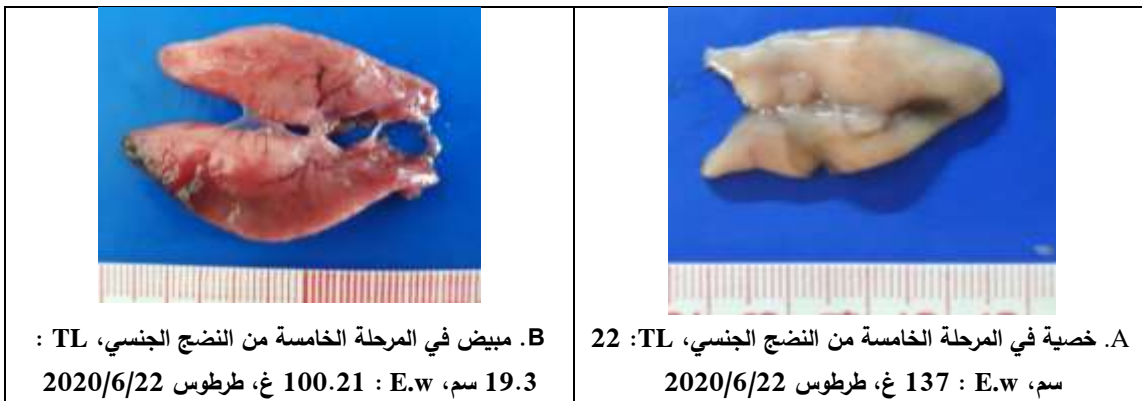 A. خصية في المرحلة الخامسة من النضج الجنسي، TL: 22
سم، E.w : 137 غ، طرطوس 2020/6/22
B. مبيض في المرحلة الخامسة من النضج الجنسي، TL :
19.3 سم، E.w : 100.21 غ، طرطوس 2020/6/22